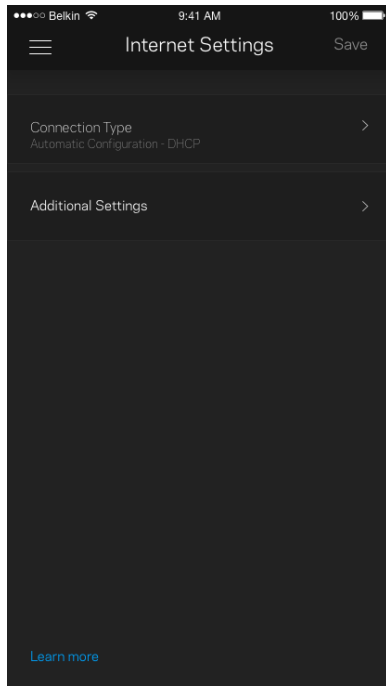 Belkin 9:41 AM 100%
Internet Settings Save
Connection Type
Automatic Configuration - DHCP
Additional Settings
Learn more